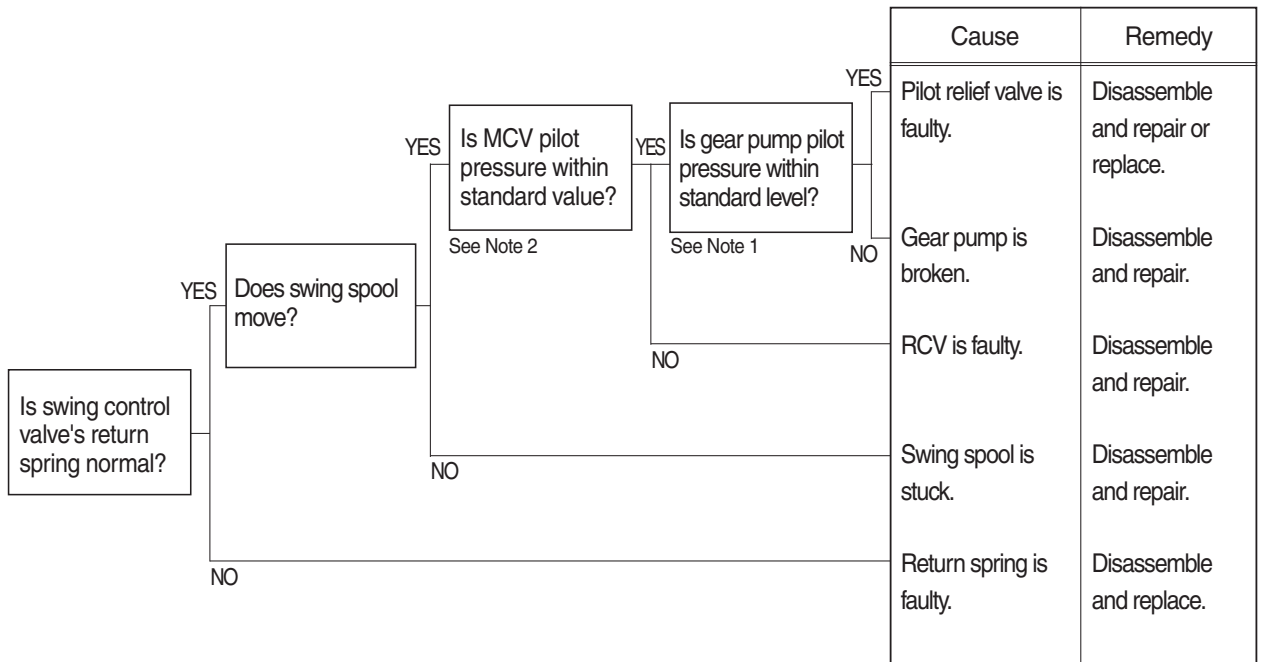 Cause
Remedy
YES
Pilot relief valve is
faulty.
Disassemble
and repair or
replace.
YES
Is MCV pilot
pressure within
standard value?
YES
Is gear pump pilot
pressure within
standard level?
See Note 2
See Note 1
NO
Gear pump is
broken.
Disassemble
and repair.
YES
Does swing spool
move?
NO
RCV is faulty.
Disassemble
and repair.
Is swing control
valve's return
spring normal?
NO
Swing spool is
stuck.
Disassemble
and repair.
NO
Return spring is
faulty.
Disassemble
and replace.